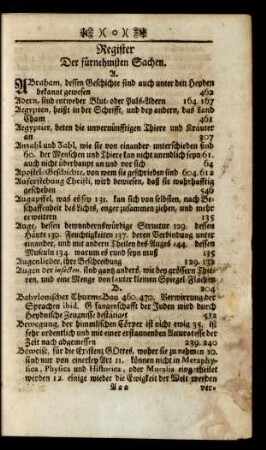 ( o )
Register
Der fürnehmsten Sachen.
A.
ABraham, dessen Geschichte sind auch unter den Heyden
bekannt gewesen 462
Adern, sind entweder Blut- oder Puls-Adern 164. 167
Aegypten, heißt in der Schrifft, und bey andern, das Land
Cham 461
Aegyptier, beten die unvernünfftigen Thiere und Kräuter
an 307
Anzahl und Zahl, wie sie von einander unterschieden sind
60. der Menschen und Thiere kan nicht unendlich seyn 61.
auch nicht überhaupt an und vor sich 64
Apostel-Geschichte, von wem sie geschrieben sind 604. 612
Auferstehung Christi, wird bewiesen, daß sie wahrhafftig
geschehen 549
Augapffel, was er sey 131. kan sich von selbsten, nach Be-
schaffenheit des Lichts, enger zusammen ziehen, und mehr
erweitern 135
Auge, dessen bewundernswürdige Structur 129. dessen
Häute 130. Feuchtigkeiten 137. deren Verbindung unter
einander, und mit andern Theilen des Auges 144. dessen
Musculn 134. warum es rund seyn muß 135
Augenlieder, ihre Beschreibung 129. 130
Augen der insecten, sind gantz anders, wie bey grössern Thie-
ren, und eine Menge von lauter kleinen Spiegel-Flächen
B. 204
Babylonischer Thurms-Bau 460. 470. Verwirrung der
Sprachen ibid. Gefangenschafft der Juden wird durch
Heydnische Zeugnisse bestätiget 512
Bewegung, der himmlischen Cörper ist nicht ewig 35. ist
sehr ordentlich und mit einer erstaunenden Accuratesse der
Zeit nach abgemessen 239. 240
Beweise, für die Existenz GOttes, woher sie zu nehmen 10.
sind nur von einerley Art 11. können nicht in Metaphy-
sica, Physica und Historica, oder Moralia eingetheilet
werden 12. einige wieder die Ewigkeit der Welt werden
Aaa ver-